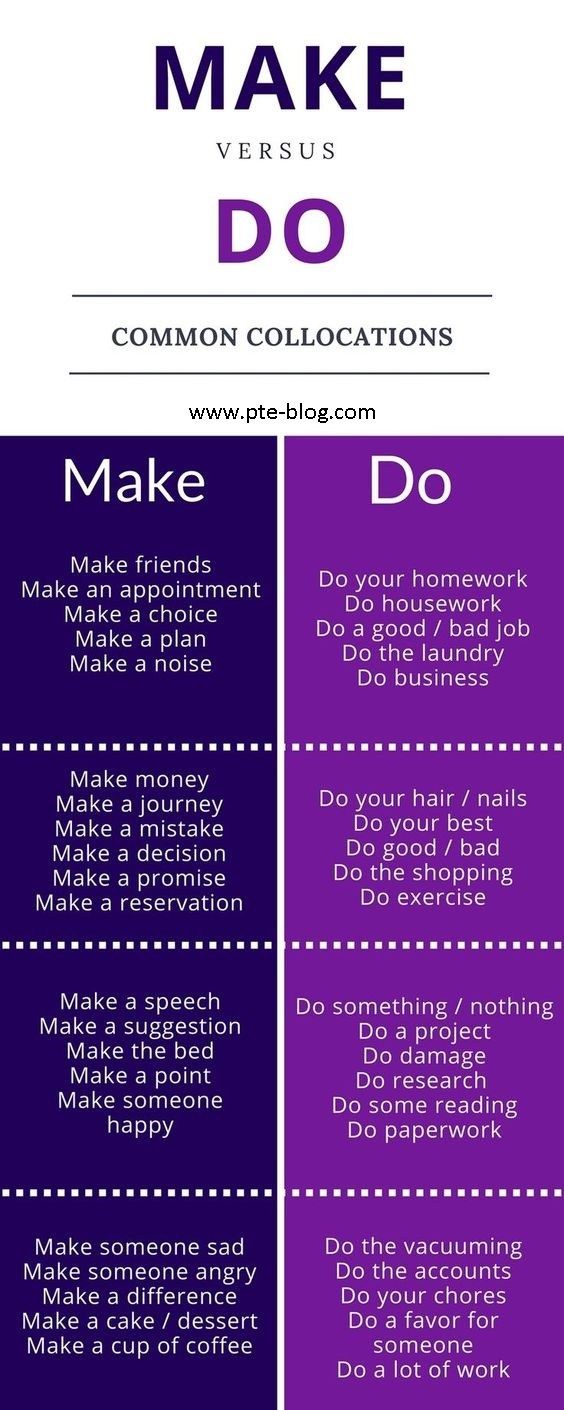 MAKE
VERSUS
DO
COMMON COLLOCATIONS
www.pte-blog.com
Make
Make friends
Make an appointment
Make a choice
Make a plan
Make a noise
Make money
Make a journey
Make a mistake
Make a decision
Make a promise
Make a reservation
Make a speech
Make a suggestion
Make the bed
Make a point
Make someone
happy
Make someone sad
Make someone angry
Make a difference
Make a cake / dessert
Make a cup of coffee
Do
Do your homework
Do housework
Do a good / bad job
Do the laundry
Do business
Do your hair / nails
Do your best
Do good / bad
Do the shopping
Do exercise
Do something / nothing
Do a project
Do damage
Do research
Do some reading
Do paperwork
Do the vacuuming
Do the accounts
Do your chores
Do a favor for
someone
Do a lot of work